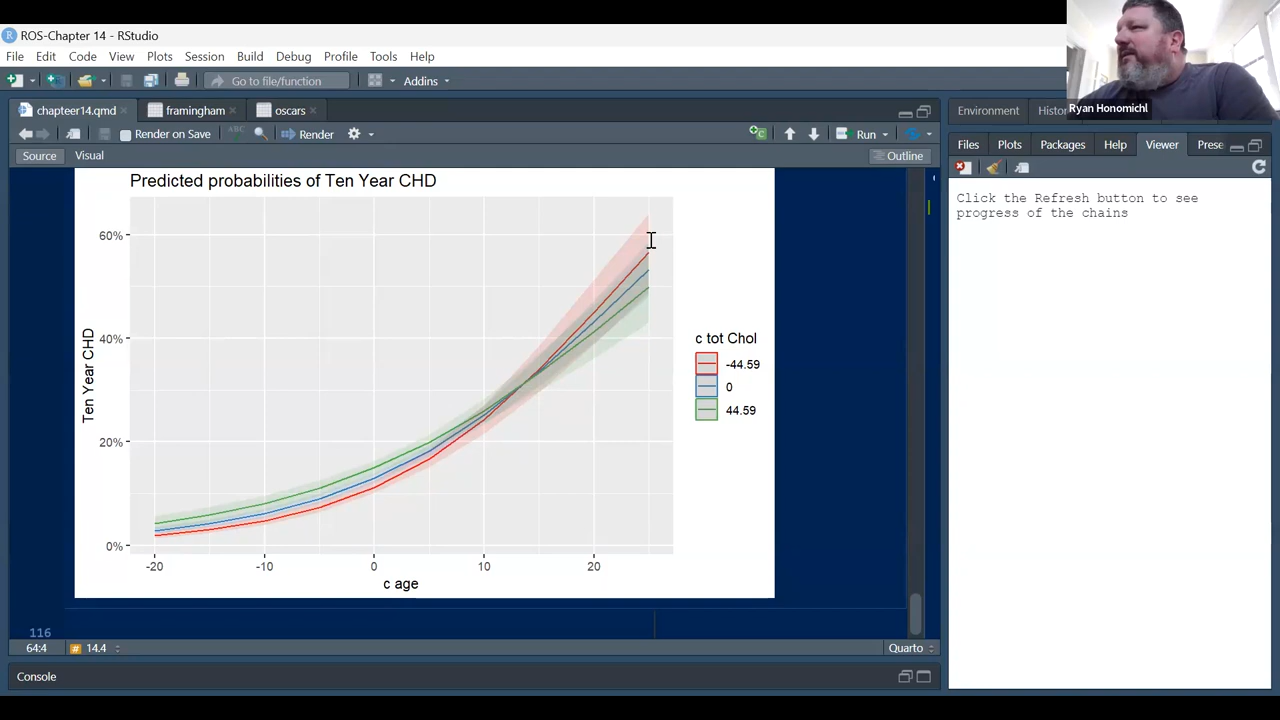 ROS-Chapter 14 - RStudio
File Edit Code View Plots Session Build Debug Profile Tools Help
Go to file/function Addins
Ryan Honomichl
chapteer14.qmd framingham oscars
Environment Histo
Render on Save ABC Render Run
Files Plots Packages Help Viewer Prese
Source Visual Outline
Click the Refresh button to see
progress of the chains
Predicted probabilities of Ten Year CHD
60%
40%
20%
0%
Ten Year CHD
-20 -10 0 10 20
c age
c tot Chol
-44.59
0
44.59
116
64:4 # 14.4 Quarto
Console